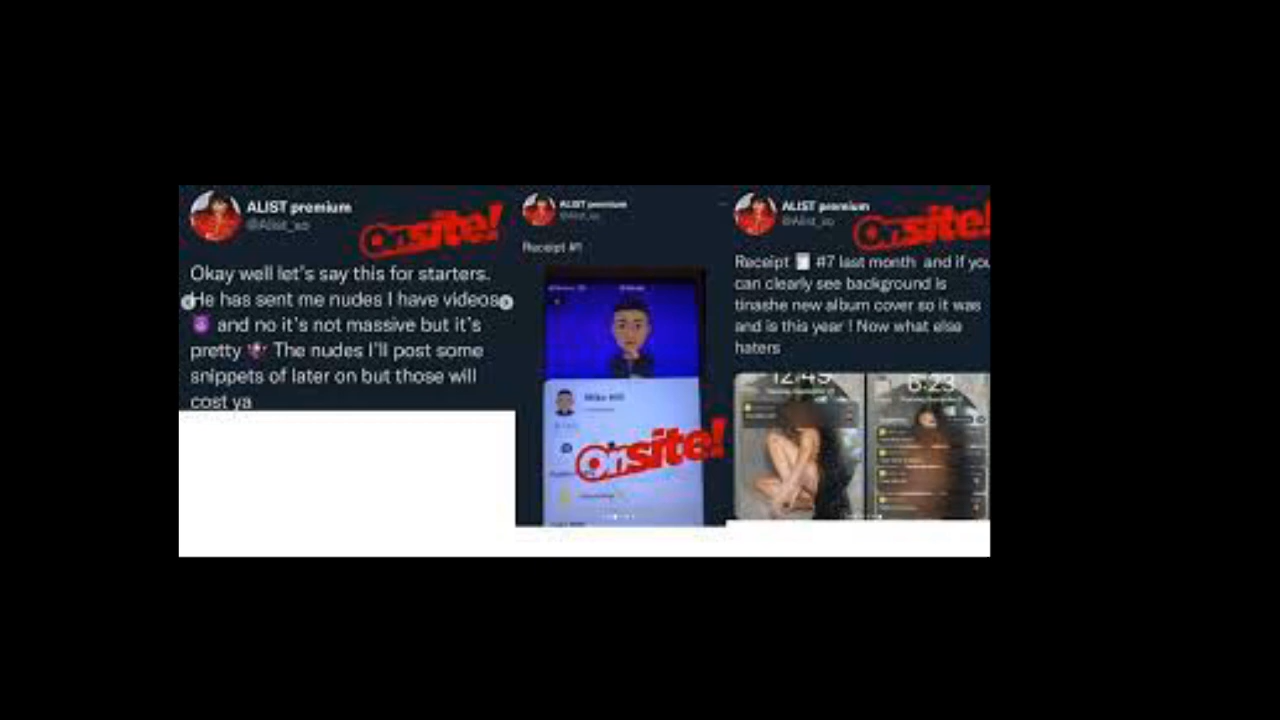 ALIST premium
@Alist_xo
Onsite!
Okay well let's say this for starters.
He has sent me nudes I have videos
😈 and no it's not massive but it's
pretty The nudes I'll post some
snippets of later on but those will
cost ya
ALIST premium
@Alist_xo
Receipt #1
Mike Hill
Onsite!
ALIST premium
@Alist_xo
Onsite!
Receipt 🧾 #7 last month and if you
can clearly see background is
tinashe new album cover so it was
and is this year ! Now what else
haters
12:45
6:23